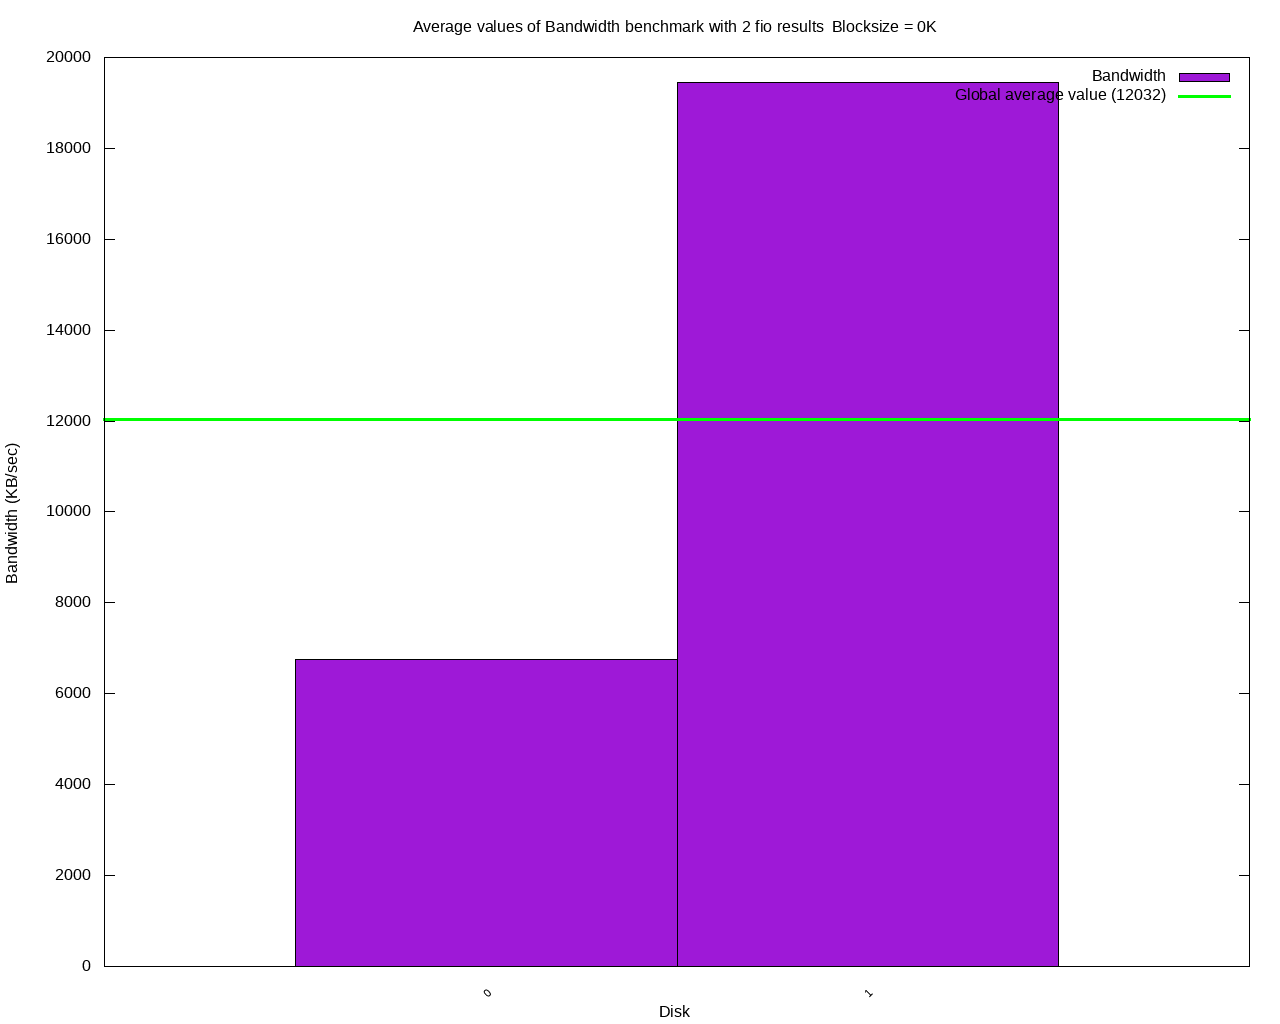 Average values of Bandwidth benchmark with 2 fio results  Blocksize = 0K
20000
18000
16000
14000
12000
10000
8000
6000
4000
2000
0
Bandwidth (KB/sec)
Bandwidth
Global average value (12032)
0
1
Disk